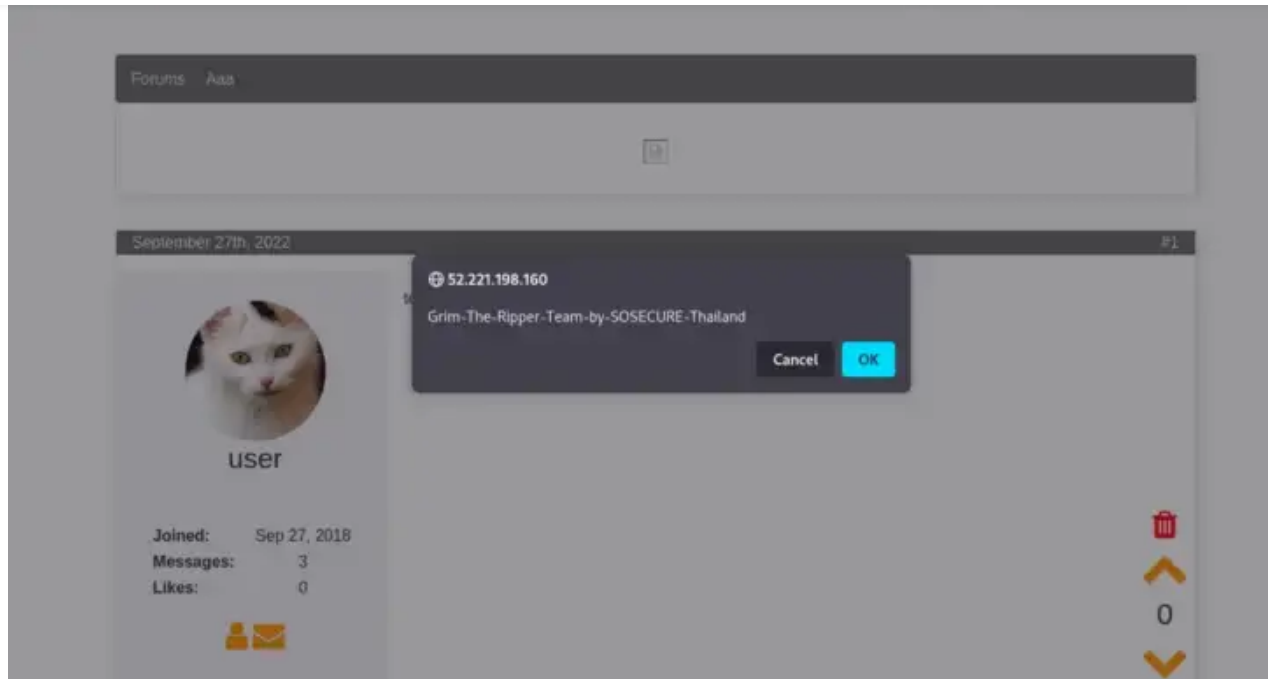 Forums Aaa
September 27th, 2022 #1
52.221.198.160
Grim-The-Ripper-Team-by-SOSECURE-Thailand
Cancel OK
user
Joined: Sep 27, 2018
Messages: 3
Likes: 0
0